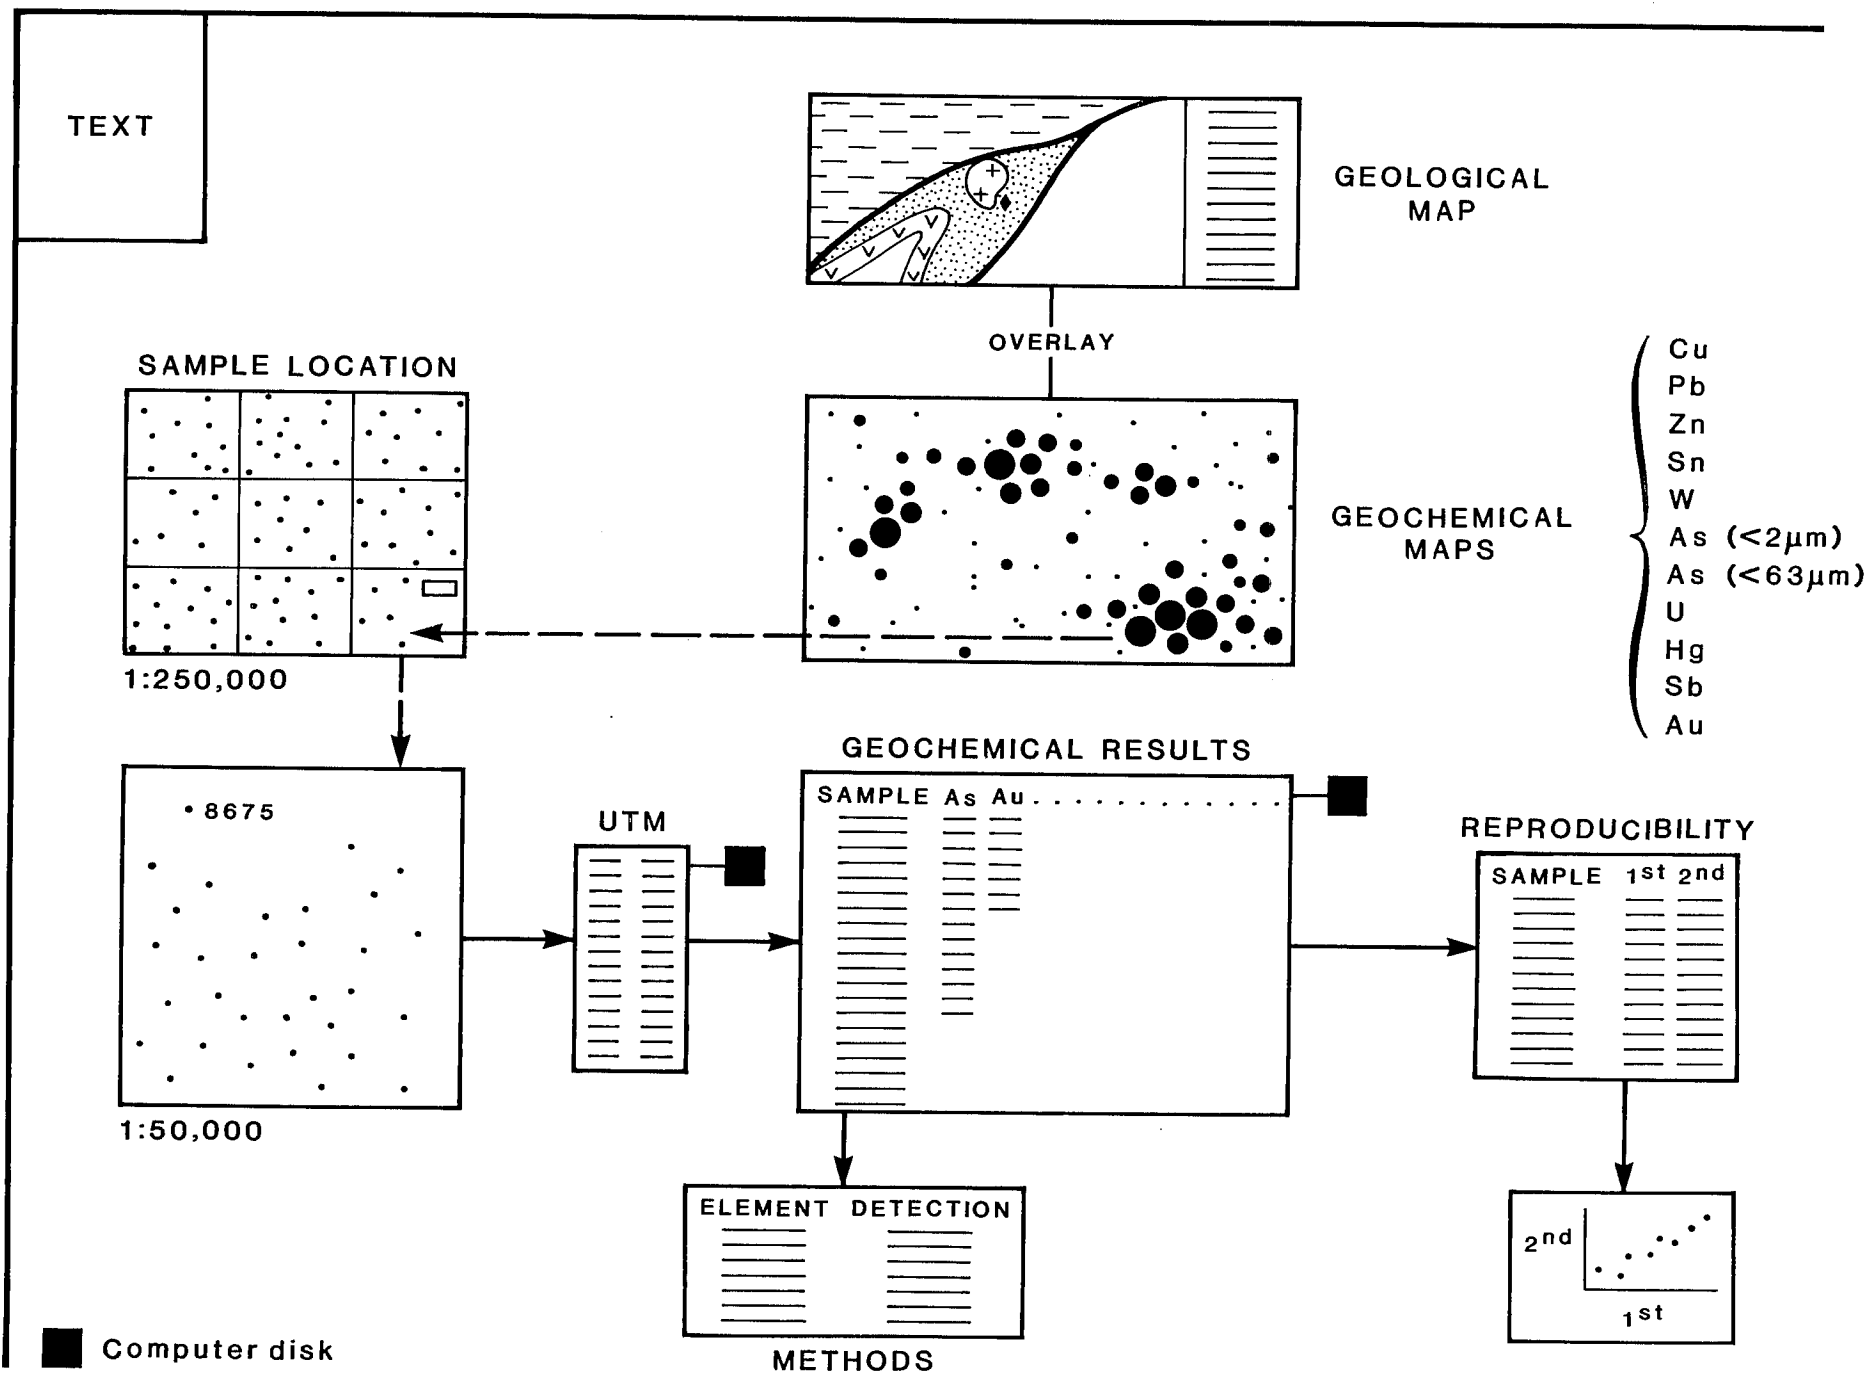 TEXT
GEOLOGICAL
MAP
OVERLAY
SAMPLE LOCATION
1:250,000
GEOCHEMICAL
MAPS
Cu
Pb
Zn
Sn
W
As (<2μm)
As (<63μm)
U
Hg
Sb
Au
8675
1:50,000
UTM
GEOCHEMICAL RESULTS
SAMPLE As Au. . . . . . . . . . . .
REPRODUCIBILITY
SAMPLE 1st 2nd
ELEMENT DETECTION
METHODS
2nd
1st
Computer disk